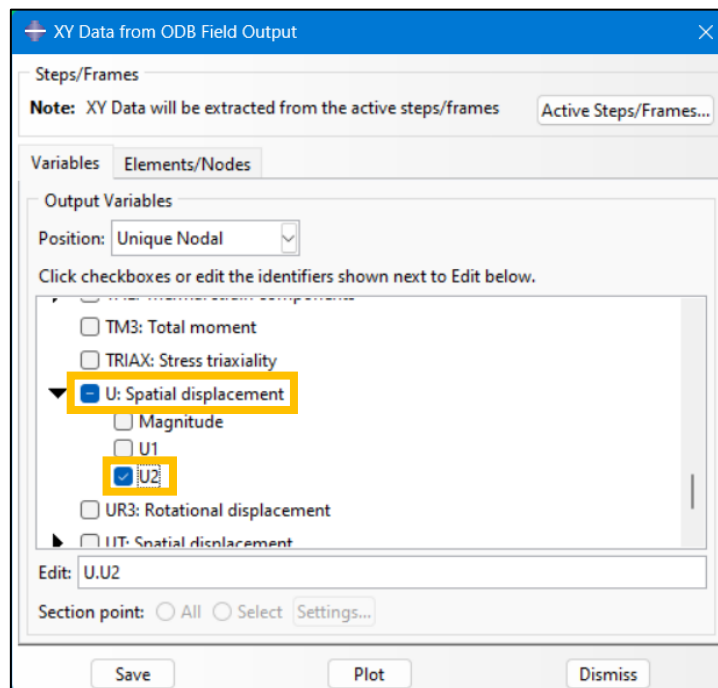 XY Data from ODB Field Output
Steps/Frames
Note: XY Data will be extracted from the active steps/frames
Active Steps/Frames...
Variables
Elements/Nodes
Output Variables
Position: Unique Nodal
Click checkboxes or edit the identifiers shown next to Edit below.
TM3: Total moment
TRIAX: Stress triaxiality
U: Spatial displacement
Magnitude
U1
U2
UR3: Rotational displacement
UT: Spatial displacement
Edit: U.U2
Section point: All Select Settings...
Save Plot Dismiss